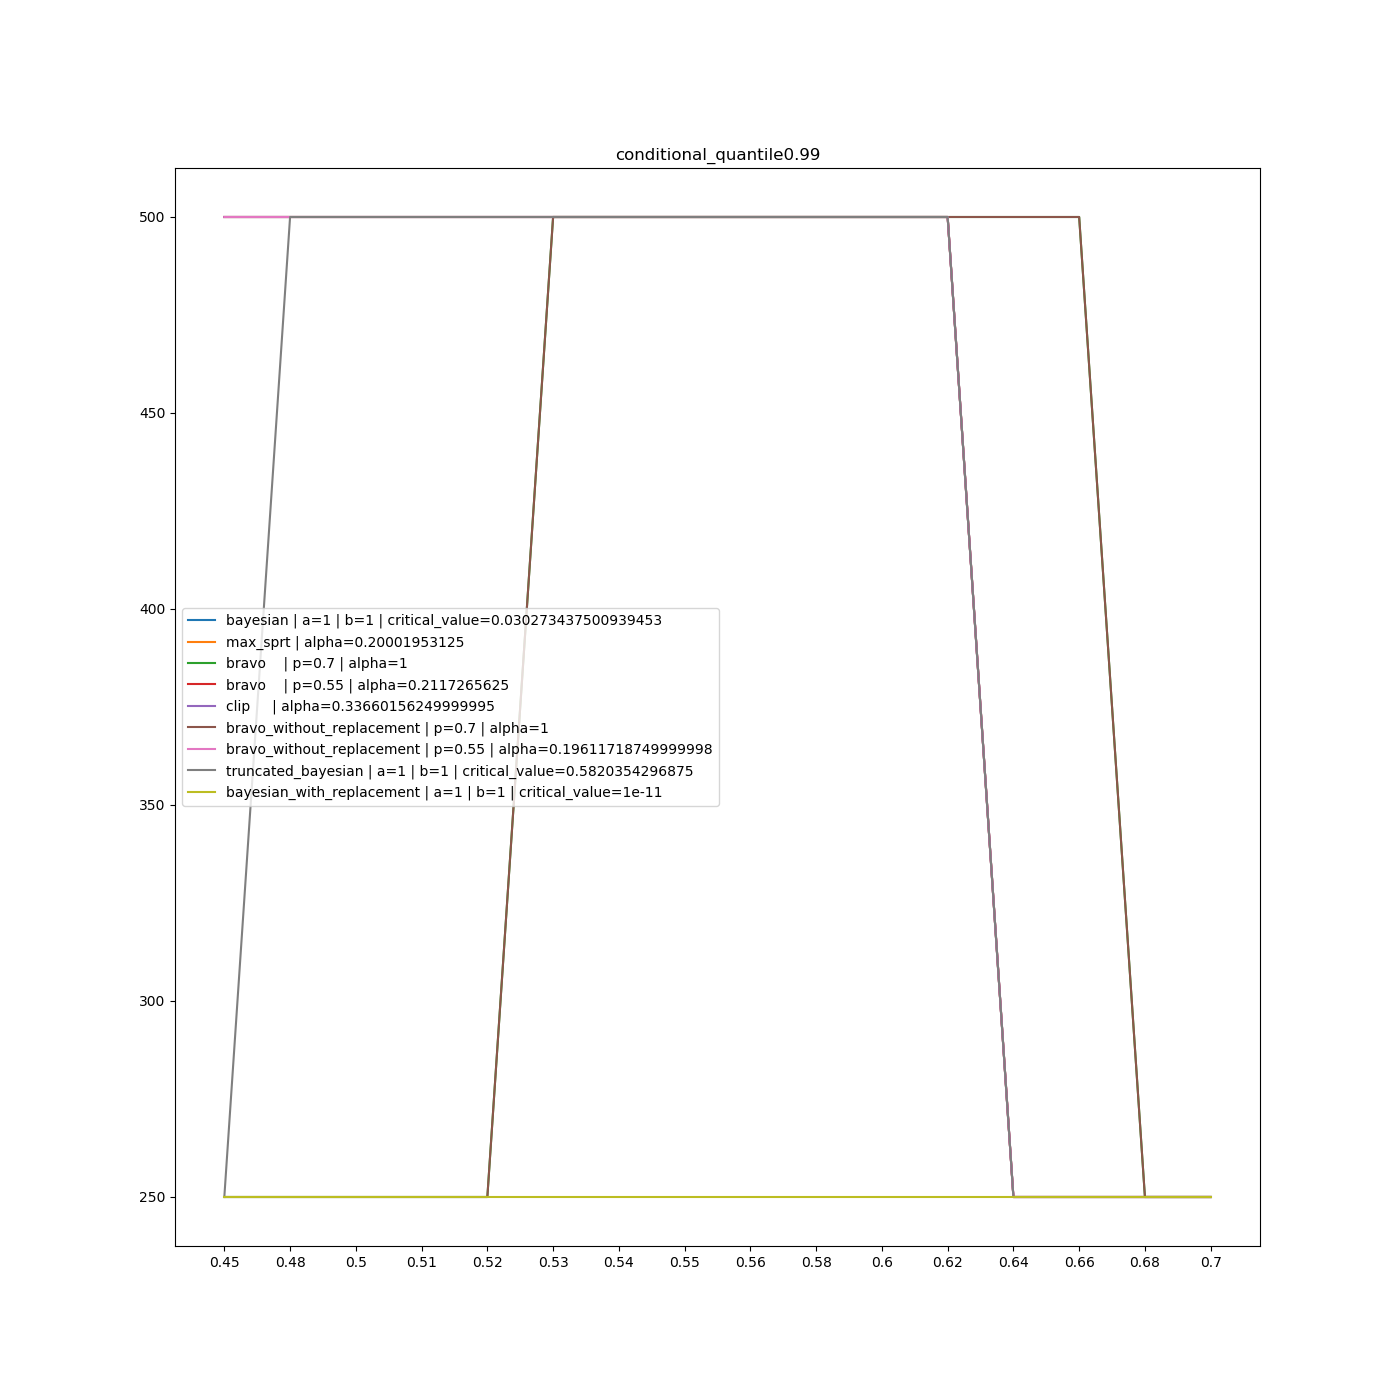 conditional_quantile0.99
500
450
400
350
300
250
bayesian | a=1 | b=1 | critical_value=0.030273437500939453
max_sprt | alpha=0.20001953125
bravo    | p=0.7 | alpha=1
bravo    | p=0.55 | alpha=0.2117265625
clip     | alpha=0.33660156249999995
bravo_without_replacement | p=0.7 | alpha=1
bravo_without_replacement | p=0.55 | alpha=0.19611718749999998
truncated_bayesian | a=1 | b=1 | critical_value=0.5820354296875
bayesian_with_replacement | a=1 | b=1 | critical_value=1e-11
0.45 0.48 0.5 0.51 0.52 0.53 0.54 0.55 0.56 0.58 0.6 0.62 0.64 0.66 0.68 0.7